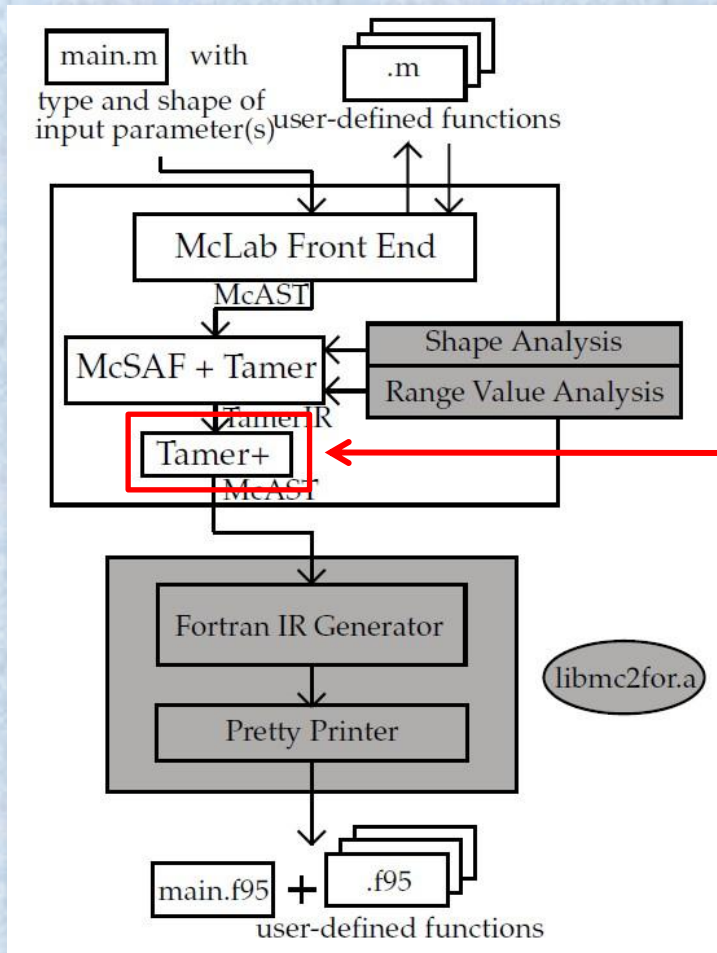 main.m with
type and shape of
input parameter(s)
.m
user-defined functions
McLab Front End
McAST
McSAF + Tamer
Shape Analysis
Range Value Analysis
TamerIR
Tamer+
McAST
Fortran IR Generator
Pretty Printer
libmc2for.a
main.f95 + .f95
user-defined functions